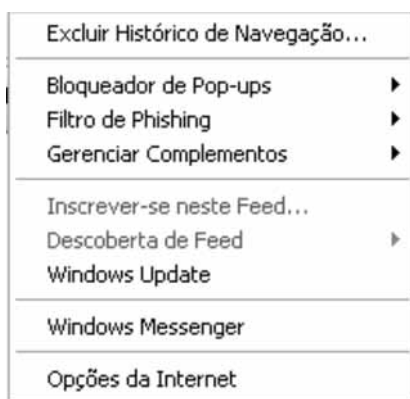 Excluir Histórico de Navegação...
Bloqueador de Pop-ups
Filtro de Phishing
Gerenciar Complementos
Inscrever-se neste Feed...
Descoberta de Feed
Windows Update
Windows Messenger
Opções da Internet